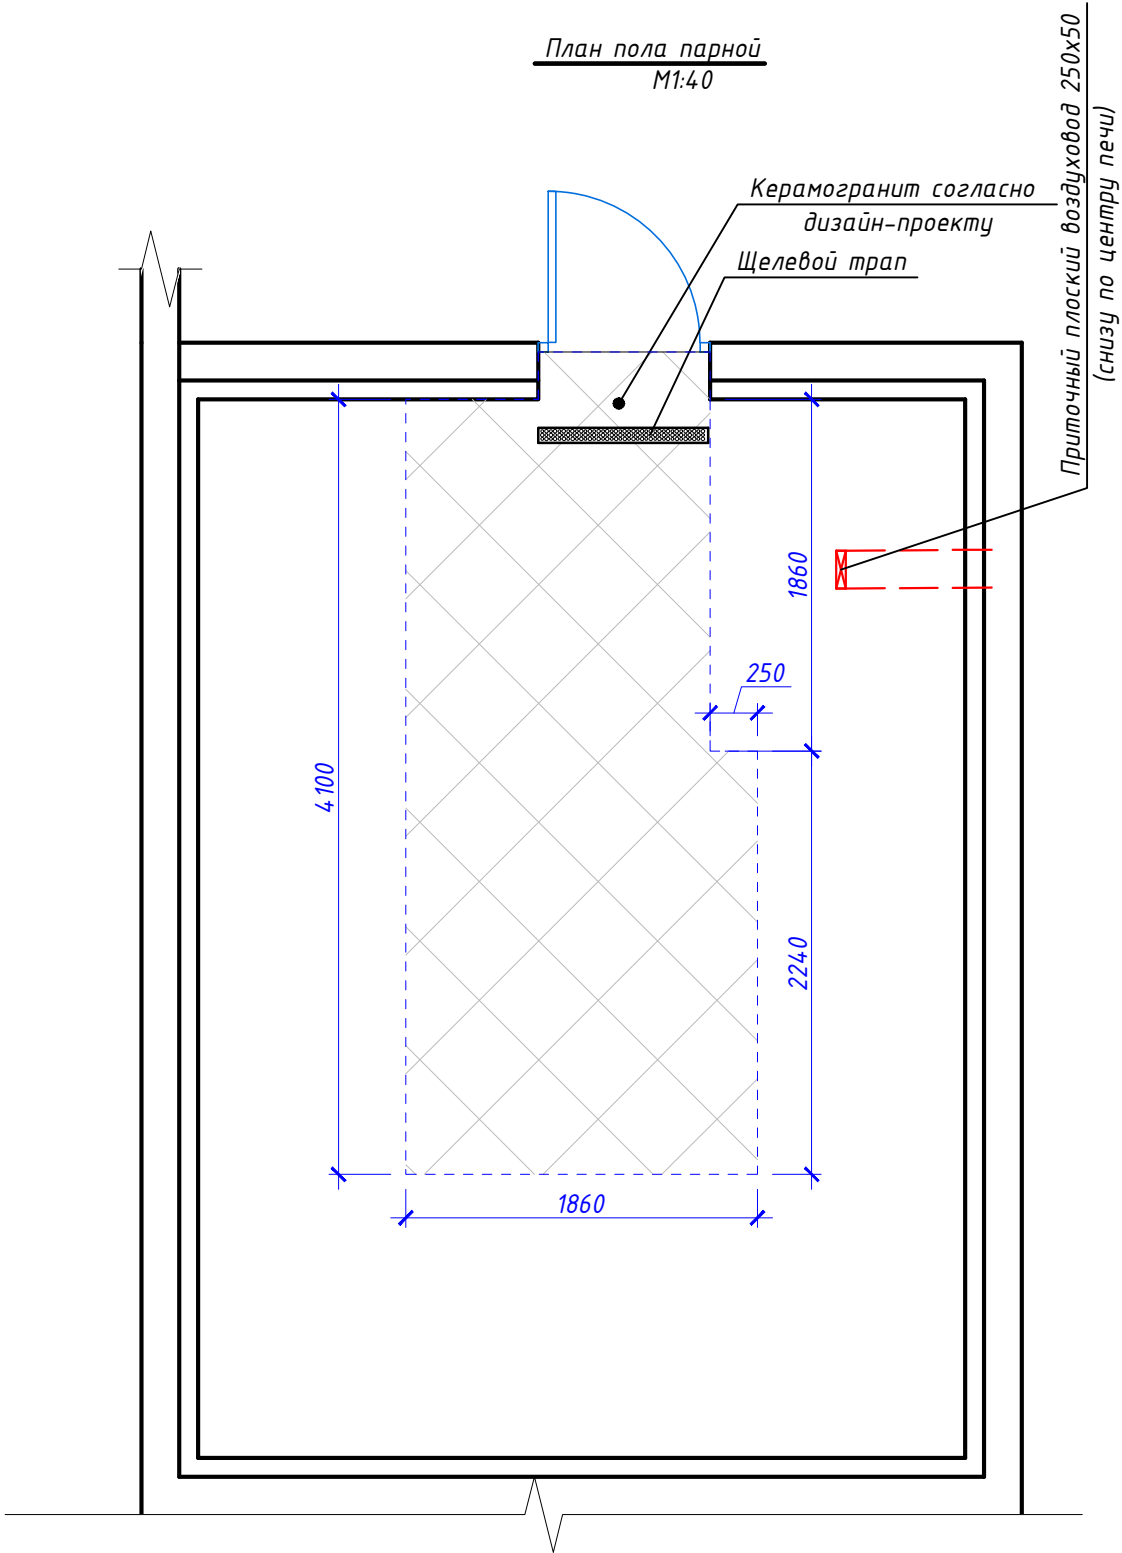 План пола парной
М1:40
Керамогранит согласно
дизайн-проекту
Щелевой трап
Приточный плоский воздуховод 250х50
(снизу по центру печи)
1860
250
4100
2240
1860